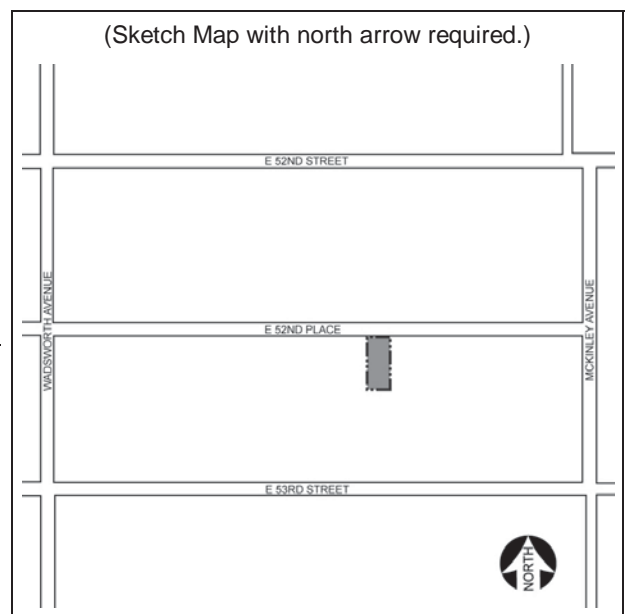 (Sketch Map with north arrow required.)
E 52ND STREET
WADSWORTH AVENUE
E 52ND PLACE
MCKINLEY AVENUE
E 53RD STREET
NORTH